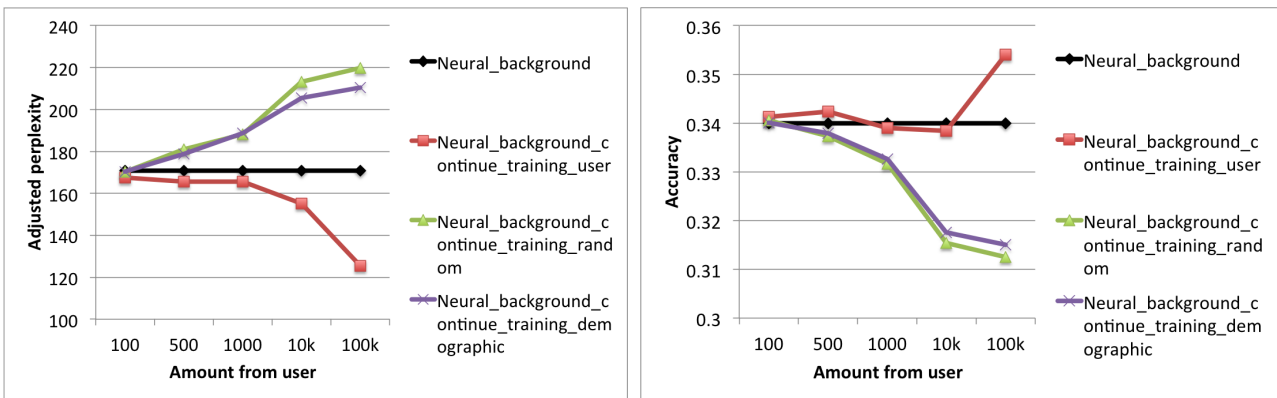 240
220
200
180
160
140
120
100
Adjusted perplexity
100 500 1000 10k 100k
Amount from user
Neural_background
Neural_background_c
ontinue_training_user
Neural_background_c
ontinue_training_rand
om
Neural_background_c
ontinue_training_dem
ographic
0.36
0.35
0.34
0.33
0.32
0.31
0.3
Accuracy
100 500 1000 10k 100k
Amount from user
Neural_background
Neural_background_c
ontinue_training_user
Neural_background_c
ontinue_training_rand
om
Neural_background_c
ontinue_training_dem
ographic